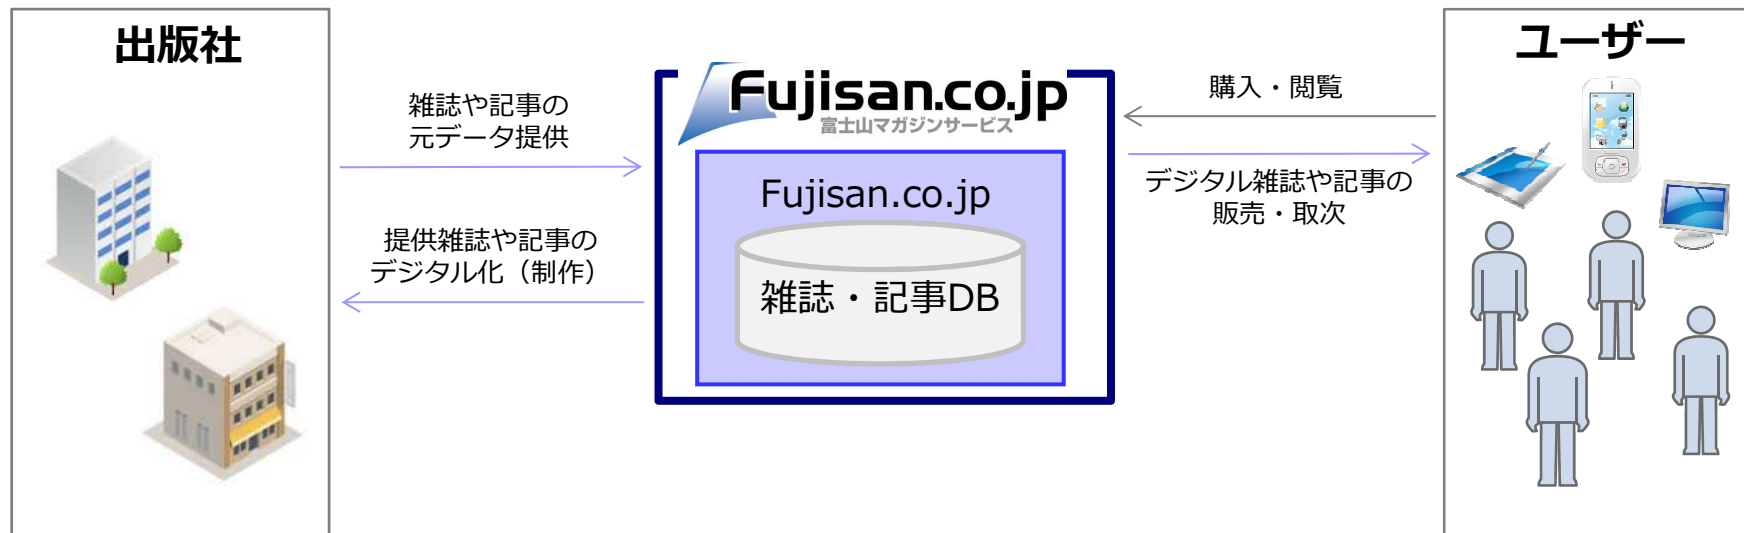 出版社
雑誌や記事の
元データ提供
提供雑誌や記事の
デジタル化（制作）
Fujisan.co.jp
富士山マガジンサービス
Fujisan.co.jp
雑誌・記事DB
購入・閲覧
デジタル雑誌や記事の
販売・取次
ユーザー